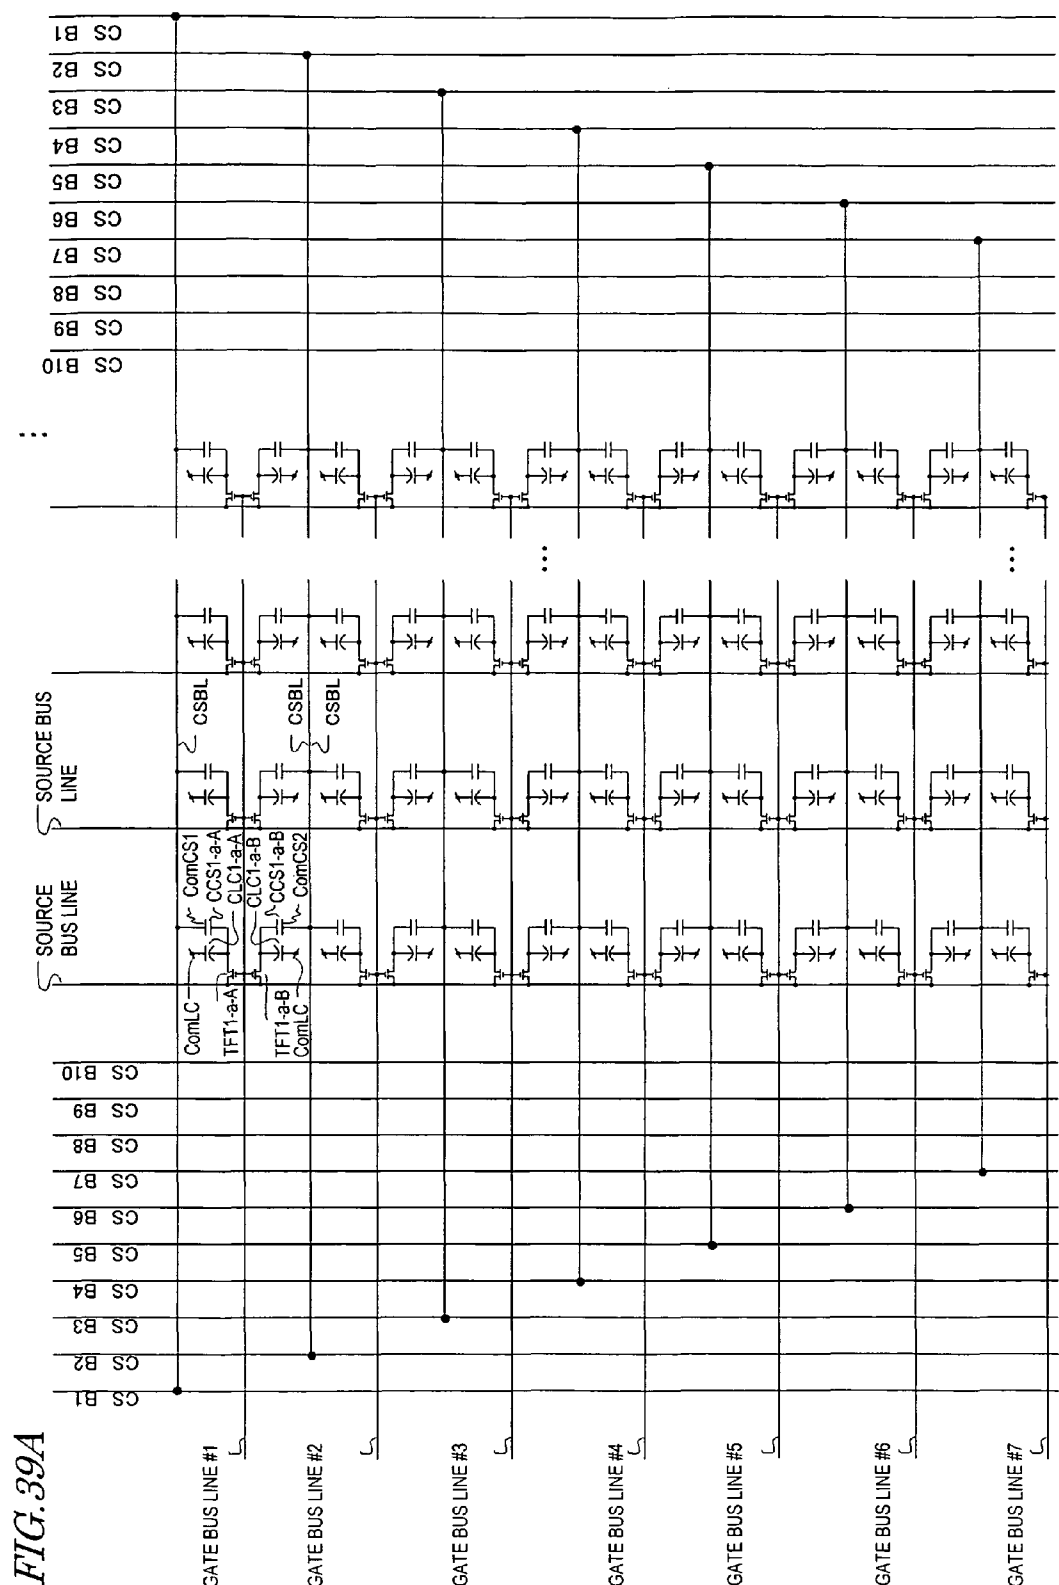 FIG.39A
CS B1
CS B2
CS B3
CS B4
CS B5
CS B6
CS B7
CS B8
CS B9
CS B10
SOURCE
BUS LINE
SOURCE BUS
LINE
...
GATE BUS LINE #1
GATE BUS LINE #2
GATE BUS LINE #3
GATE BUS LINE #4
GATE BUS LINE #5
GATE BUS LINE #6
GATE BUS LINE #7
ComLC
TFT1-a-A
TFT1-a-B
ComLC
ComCS1
CCS1-a-A
CLC1-a-A
CLC1-a-B
CCS1-a-B
ComCS2
CSBL
CSBL
CSBL
...
...
CS B10
CS B9
CS B8
CS B7
CS B6
CS B5
CS B4
CS B3
CS B2
CS B1